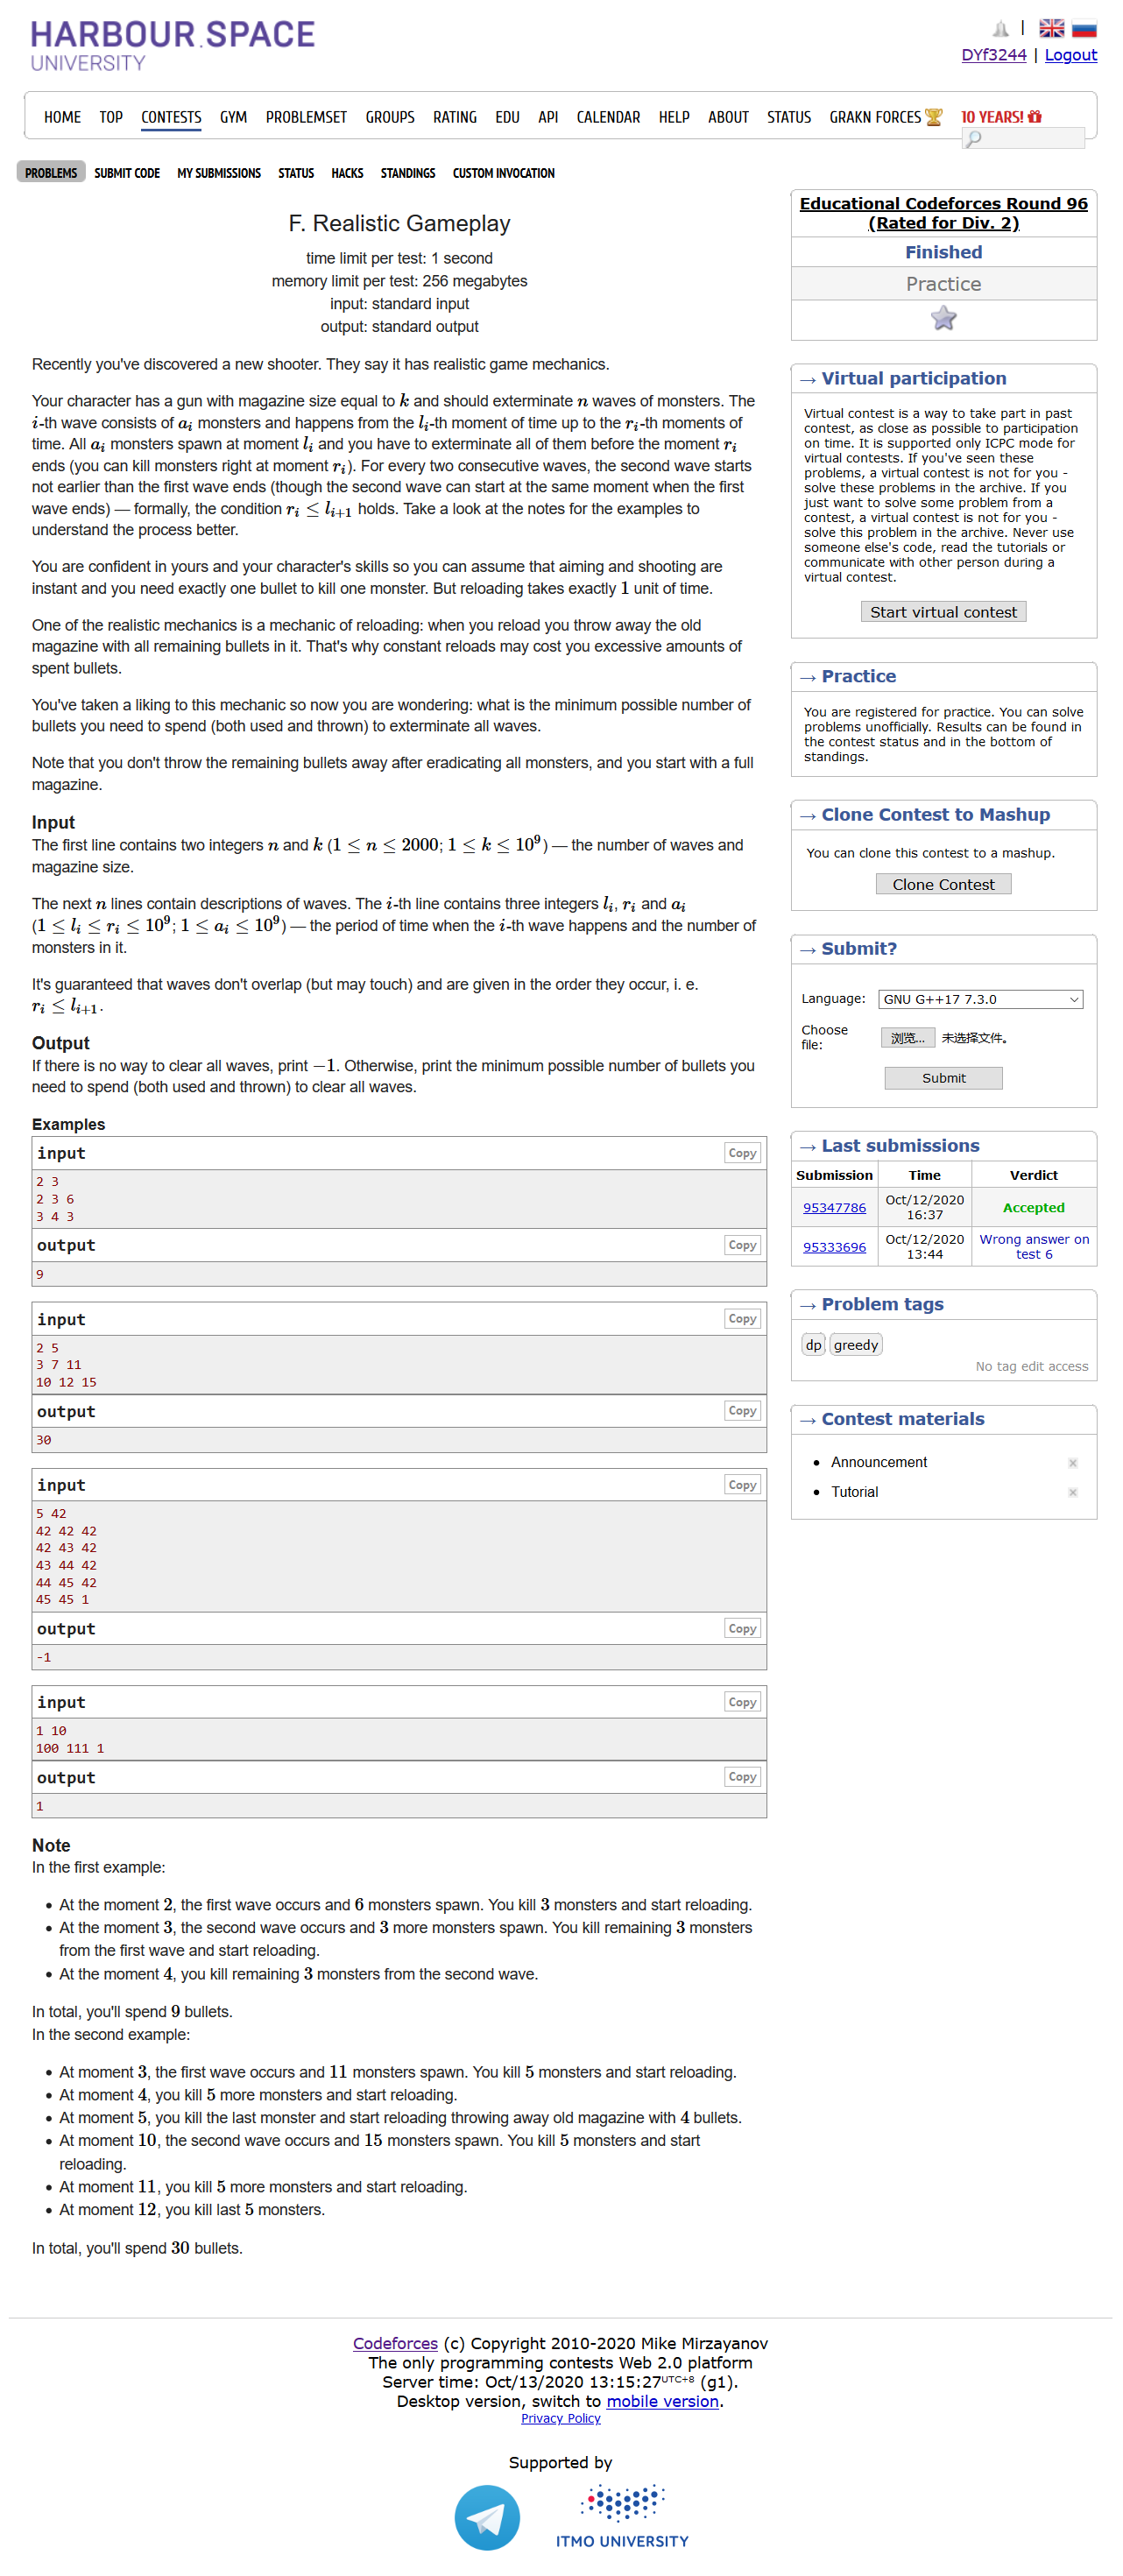 HARBOUR.SPACE
UNIVERSITY
|
DYf3244 | Logout
HOME TOP CONTESTS GYM PROBLEMSET GROUPS RATING EDU API CALENDAR HELP ABOUT STATUS GRAKN FORCES 10 YEARS!
PROBLEMS SUBMIT CODE MY SUBMISSIONS STATUS HACKS STANDINGS CUSTOM INVOCATION
F. Realistic Gameplay
time limit per test: 1 second
memory limit per test: 256 megabytes
input: standard input
output: standard output
Recently you've discovered a new shooter. They say it has realistic game mechanics.
Your character has a gun with magazine size equal to k and should exterminate n waves of monsters. The
i-th wave consists of a_i monsters and happens from the l_i-th moment of time up to the r_i-th moments of
time. All a_i monsters spawn at moment l_i and you have to exterminate all of them before the moment r_i
ends (you can kill monsters right at moment r_i). For every two consecutive waves, the second wave starts
not earlier than the first wave ends (though the second wave can start at the same moment when the first
wave ends) — formally, the condition r_i ≤ l_{i+1} holds. Take a look at the notes for the examples to
understand the process better.
You are confident in yours and your character's skills so you can assume that aiming and shooting are
instant and you need exactly one bullet to kill one monster. But reloading takes exactly 1 unit of time.
One of the realistic mechanics is a mechanic of reloading: when you reload you throw away the old
magazine with all remaining bullets in it. That's why constant reloads may cost you excessive amounts of
spent bullets.
You've taken a liking to this mechanic so now you are wondering: what is the minimum possible number of
bullets you need to spend (both used and thrown) to exterminate all waves.
Note that you don't throw the remaining bullets away after eradicating all monsters, and you start with a full
magazine.
Input
The first line contains two integers n and k (1 ≤ n ≤ 2000; 1 ≤ k ≤ 10^9) — the number of waves and
magazine size.
The next n lines contain descriptions of waves. The i-th line contains three integers l_i, r_i and a_i
(1 ≤ l_i ≤ r_i ≤ 10^9; 1 ≤ a_i ≤ 10^9) — the period of time when the i-th wave happens and the number of
monsters in it.
It's guaranteed that waves don't overlap (but may touch) and are given in the order they occur, i. e.
r_i ≤ l_{i+1}.
Output
If there is no way to clear all waves, print −1. Otherwise, print the minimum possible number of bullets you
need to spend (both used and thrown) to clear all waves.
Examples
input Copy
2 3
2 3 6
3 4 3
output Copy
9
input Copy
2 5
3 7 11
10 12 15
output Copy
30
input Copy
5 42
42 42 42
42 43 42
43 44 42
44 45 42
45 45 1
output Copy
-1
input Copy
1 10
100 111 1
output Copy
1
Note
In the first example:
• At the moment 2, the first wave occurs and 6 monsters spawn. You kill 3 monsters and start reloading.
• At the moment 3, the second wave occurs and 3 more monsters spawn. You kill remaining 3 monsters
from the first wave and start reloading.
• At the moment 4, you kill remaining 3 monsters from the second wave.
In total, you'll spend 9 bullets.
In the second example:
• At moment 3, the first wave occurs and 11 monsters spawn. You kill 5 monsters and start reloading.
• At moment 4, you kill 5 more monsters and start reloading.
• At moment 5, you kill the last monster and start reloading throwing away old magazine with 4 bullets.
• At moment 10, the second wave occurs and 15 monsters spawn. You kill 5 monsters and start
reloading.
• At moment 11, you kill 5 more monsters and start reloading.
• At moment 12, you kill last 5 monsters.
In total, you'll spend 30 bullets.
Educational Codeforces Round 96
(Rated for Div. 2)
Finished
Practice
→ Virtual participation
Virtual contest is a way to take part in past
contest, as close as possible to participation
on time. It is supported only ICPC mode for
virtual contests. If you've seen these
problems, a virtual contest is not for you -
solve these problems in the archive. If you
just want to solve some problem from a
contest, a virtual contest is not for you -
solve this problem in the archive. Never use
someone else's code, read the tutorials or
communicate with other person during a
virtual contest.
Start virtual contest
→ Practice
You are registered for practice. You can solve
problems unofficially. Results can be found in
the contest status and in the bottom of
standings.
→ Clone Contest to Mashup
You can clone this contest to a mashup.
Clone Contest
→ Submit?
Language: GNU G++17 7.3.0
Choose
file: 浏览... 未选择文件。
Submit
→ Last submissions
Submission Time Verdict
95347786 Oct/12/2020
16:37 Accepted
95333696 Oct/12/2020
13:44 Wrong answer on
test 6
→ Problem tags
dp greedy
No tag edit access
→ Contest materials
• Announcement
• Tutorial
Codeforces (c) Copyright 2010-2020 Mike Mirzayanov
The only programming contests Web 2.0 platform
Server time: Oct/13/2020 13:15:27 UTC+8 (g1).
Desktop version, switch to mobile version.
Privacy Policy
Supported by
ITMO UNIVERSITY